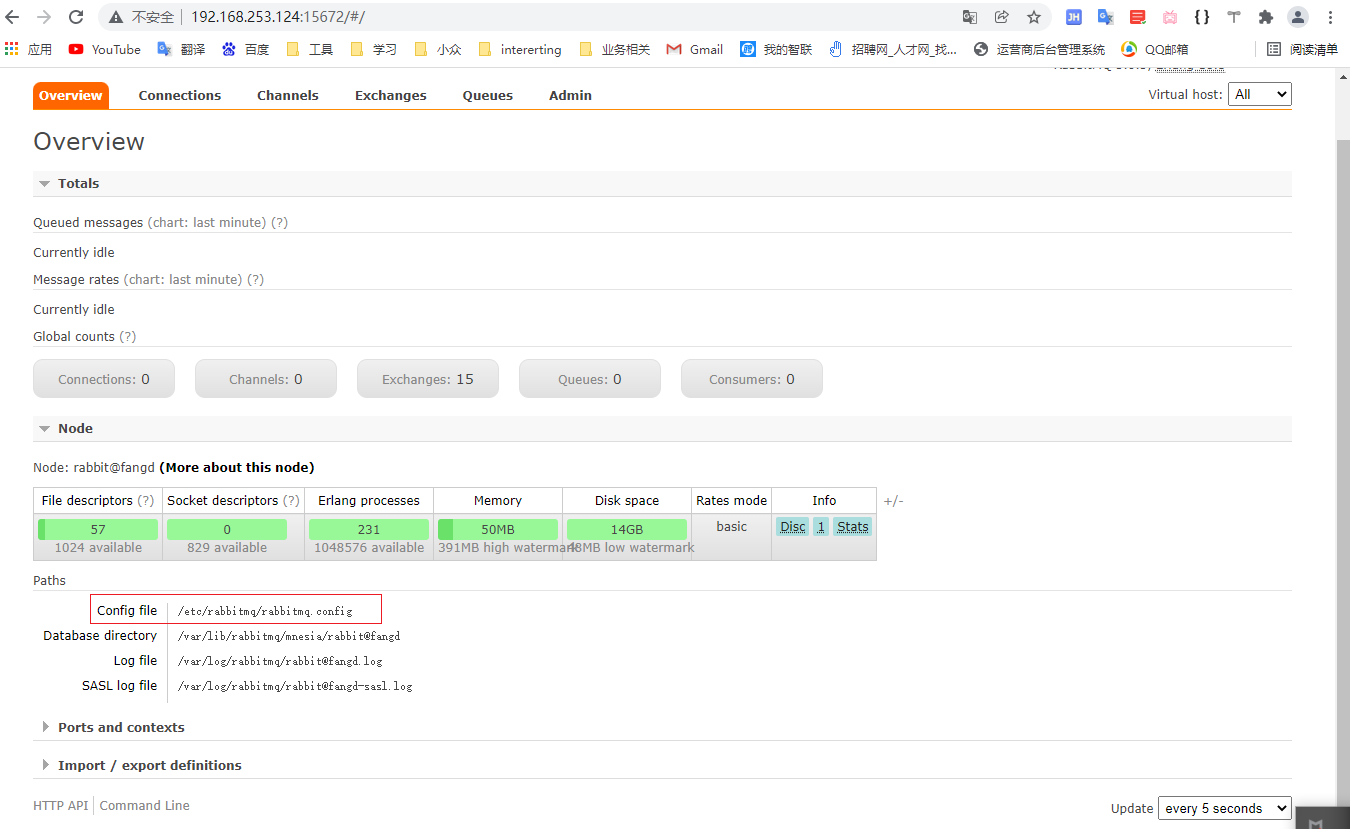 不安全 192.168.253.124:15672/#/
应用 YouTube 翻译 百度 工具 学习 小众 intererting 业务相关 Gmail 我的智联 招聘网_人才网_找... 运营商后台管理系统 QQ邮箱 阅读清单
Overview Connections Channels Exchanges Queues Admin Virtual host: All
Overview
Totals
Queued messages (chart: last minute) (?)
Currently idle
Message rates (chart: last minute) (?)
Currently idle
Global counts (?)
Connections: 0 Channels: 0 Exchanges: 15 Queues: 0 Consumers: 0
Node
Node: rabbit@fangd (More about this node)
File descriptors (?) Socket descriptors (?) Erlang processes Memory Disk space Rates mode Info +/-
57 0 231 50MB 14GB basic Disc 1 Stats
1024 available 829 available 1048576 available 391MB high watermark 48MB low watermark
Paths
Config file /etc/rabbitmq/rabbitmq.config
Database directory /var/lib/rabbitmq/mnesia/rabbit@fangd
Log file /var/log/rabbitmq/rabbit@fangd.log
SASL log file /var/log/rabbitmq/rabbit@fangd-sasl.log
Ports and contexts
Import / export definitions
HTTP API Command Line Update every 5 seconds